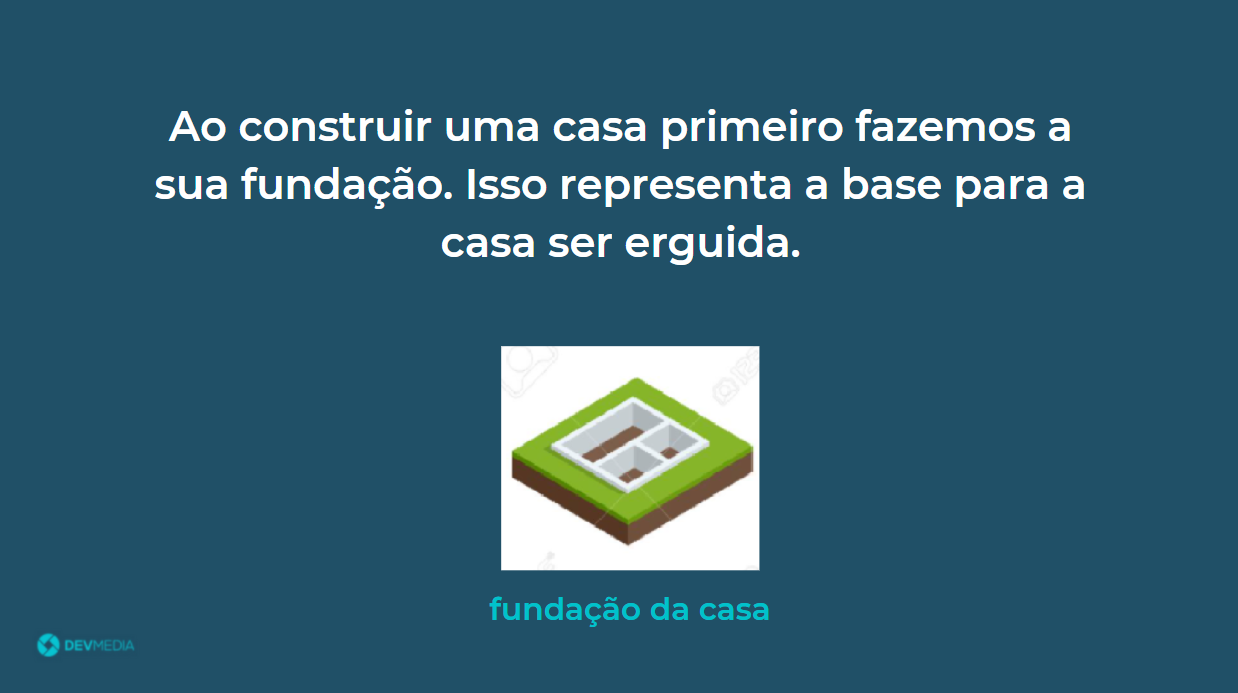 Ao construir uma casa primeiro fazemos a
sua fundação. Isso representa a base para a
casa ser erguida.
fundação da casa
DEVMEDIA